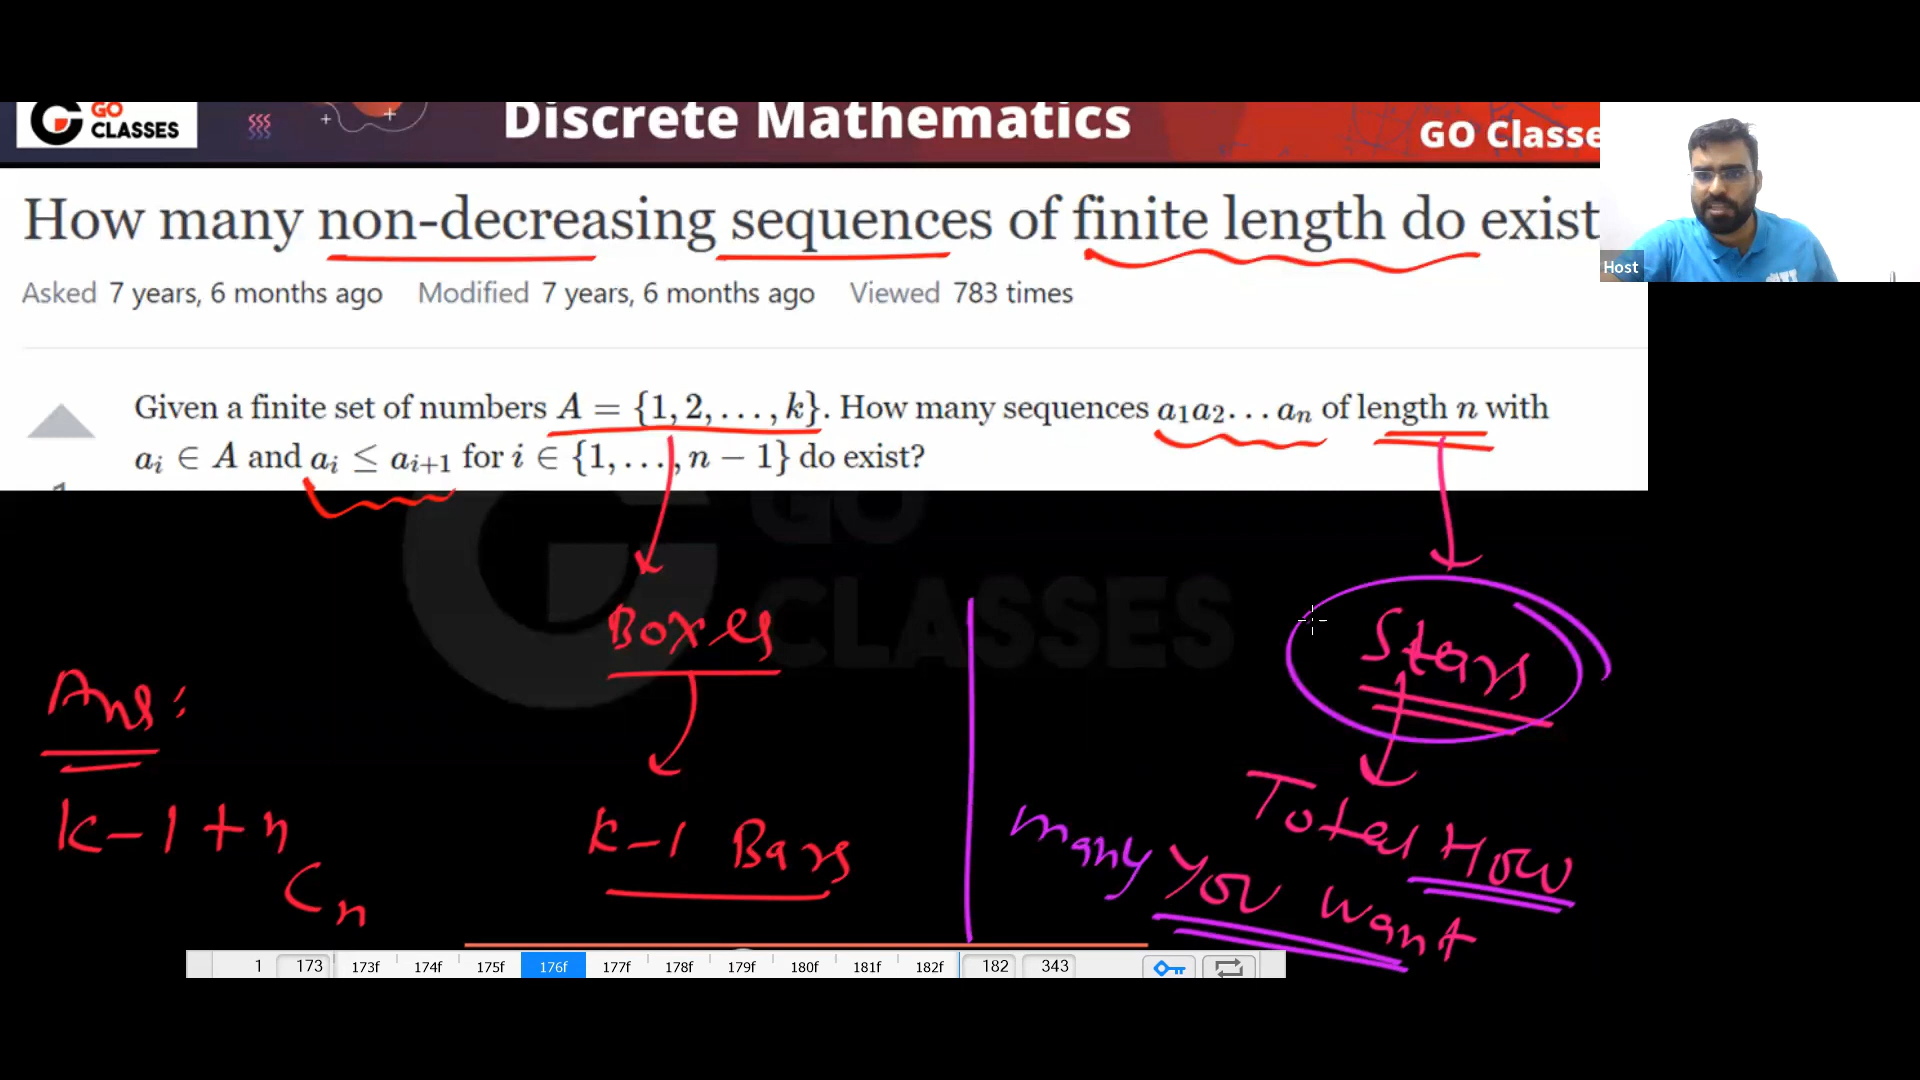 GO
CLASSES
Discrete Mathematics
GO Classe
How many non-decreasing sequences of finite length do exist
Host
Asked 7 years, 6 months ago Modified 7 years, 6 months ago Viewed 783 times
Given a finite set of numbers A = {1, 2, ..., k}. How many sequences a₁a₂...aₙ of length n with
aᵢ ∈ A and aᵢ ≤ aᵢ₊₁ for i ∈ {1, ..., n − 1} do exist?
GO
CLASSES
Boxes
Stars
Ans:
k-1+n
C n
k-1 Bars
Total How
many you want
1 173 173f 174f 175f 176f 177f 178f 179f 180f 181f 182f 182 343